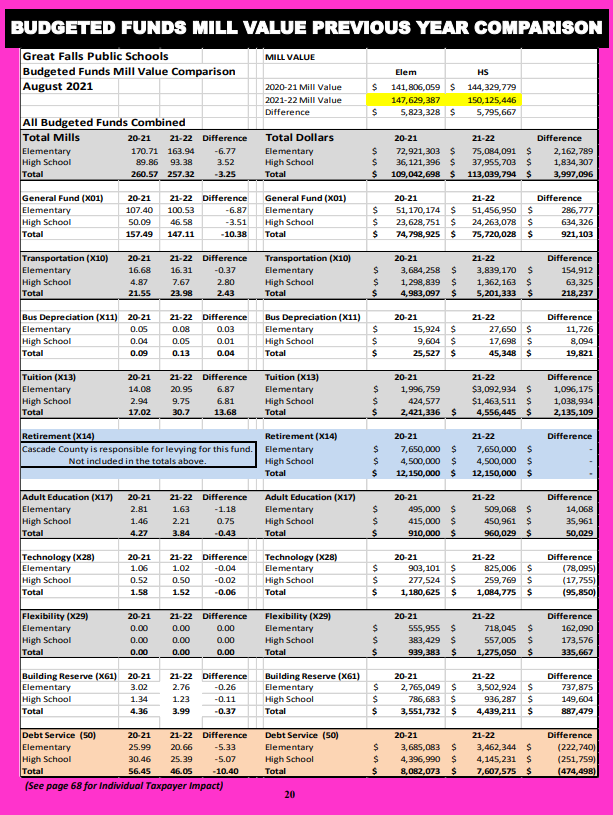 BUDGETED FUNDS MILL VALUE PREVIOUS YEAR COMPARISON
Great Falls Public Schools MILL VALUE
Budgeted Funds Mill Value Comparison Elem HS
August 2021 2020-21 Mill Value $ 141,806,059 $ 144,329,779
2021-22 Mill Value 147,629,387 150,125,446
Difference $ 5,823,328 $ 5,795,667
All Budgeted Funds Combined
Total Mills 20-21 21-22 Difference Total Dollars 20-21 21-22 Difference
Elementary 170.71 163.94 -6.77 Elementary $ 72,921,303 $ 75,084,091 $ 2,162,789
High School 89.86 93.38 3.52 High School $ 36,121,396 $ 37,955,703 $ 1,834,307
Total 260.57 257.32 -3.25 Total $ 109,042,698 $ 113,039,794 $ 3,997,096
General Fund (X01) 20-21 21-22 Difference General Fund (X01) 20-21 21-22 Difference
Elementary 107.40 100.53 -6.87 Elementary $ 51,170,174 $ 51,456,950 $ 286,777
High School 50.09 46.58 -3.51 High School $ 23,628,751 $ 24,263,078 $ 634,326
Total 157.49 147.11 -10.38 Total $ 74,798,925 $ 75,720,028 $ 921,103
Transportation (X10) 20-21 21-22 Difference Transportation (X10) 20-21 21-22 Difference
Elementary 16.68 16.31 -0.37 Elementary $ 3,684,258 $ 3,839,170 $ 154,912
High School 4.87 7.67 2.80 High School $ 1,298,839 $ 1,362,163 $ 63,325
Total 21.55 23.98 2.43 Total $ 4,983,097 $ 5,201,333 $ 218,237
Bus Depreciation (X11) 20-21 21-22 Difference Bus Depreciation (X11) 20-21 21-22 Difference
Elementary 0.05 0.08 0.03 Elementary $ 15,924 $ 27,650 $ 11,726
High School 0.04 0.05 0.01 High School $ 9,604 $ 17,698 $ 8,094
Total 0.09 0.13 0.04 Total $ 25,527 $ 45,348 $ 19,821
Tuition (X13) 20-21 21-22 Difference Tuition (X13) 20-21 21-22 Difference
Elementary 14.08 20.95 6.87 Elementary $ 1,996,759 $3,092,934 $ 1,096,175
High School 2.94 9.75 6.81 High School $ 424,577 $1,463,511 $ 1,038,934
Total 17.02 30.7 13.68 Total $ 2,421,336 $ 4,556,445 $ 2,135,109
Retirement (X14) Retirement (X14) 20-21 21-22 Difference
Cascade County is responsible for levying for this fund. Elementary $ 7,650,000 $ 7,650,000 $ -
Not included in the totals above. High School $ 4,500,000 $ 4,500,000 $ -
Total $ 12,150,000 $ 12,150,000 $ -
Adult Education (X17) 20-21 21-22 Difference Adult Education (X17) 20-21 21-22 Difference
Elementary 2.81 1.63 -1.18 Elementary $ 495,000 $ 509,068 $ 14,068
High School 1.46 2.21 0.75 High School $ 415,000 $ 450,961 $ 35,961
Total 4.27 3.84 -0.43 Total $ 910,000 $ 960,029 $ 50,029
Technology (X28) 20-21 21-22 Difference Technology (X28) 20-21 21-22 Difference
Elementary 1.06 1.02 -0.04 Elementary $ 903,101 $ 825,006 $ (78,095)
High School 0.52 0.50 -0.02 High School $ 277,524 $ 259,769 $ (17,755)
Total 1.58 1.52 -0.06 Total $ 1,180,625 $ 1,084,775 $ (95,850)
Flexibility (X29) 20-21 21-22 Difference Flexibility (X29) 20-21 21-22 Difference
Elementary 0.00 0.00 0.00 Elementary $ 555,955 $ 718,045 $ 162,090
High School 0.00 0.00 0.00 High School $ 383,429 $ 557,005 $ 173,576
Total 0.00 0.00 0.00 Total $ 939,383 $ 1,275,050 $ 335,667
Building Reserve (X61) 20-21 21-22 Difference Building Reserve (X61) 20-21 21-22 Difference
Elementary 3.02 2.76 -0.26 Elementary $ 2,765,049 $ 3,502,924 $ 737,875
High School 1.34 1.23 -0.11 High School $ 786,683 $ 936,287 $ 149,604
Total 4.36 3.99 -0.37 Total $ 3,551,732 $ 4,439,211 $ 887,479
Debt Service (50) 20-21 21-22 Difference Debt Service (50) 20-21 21-22 Difference
Elementary 25.99 20.66 -5.33 Elementary $ 3,685,083 $ 3,462,344 $ (222,740)
High School 30.46 25.39 -5.07 High School $ 4,396,990 $ 4,145,231 $ (251,759)
Total 56.45 46.05 -10.40 Total $ 8,082,073 $ 7,607,575 $ (474,498)
(See page 68 for Individual Taxpayer Impact)
20